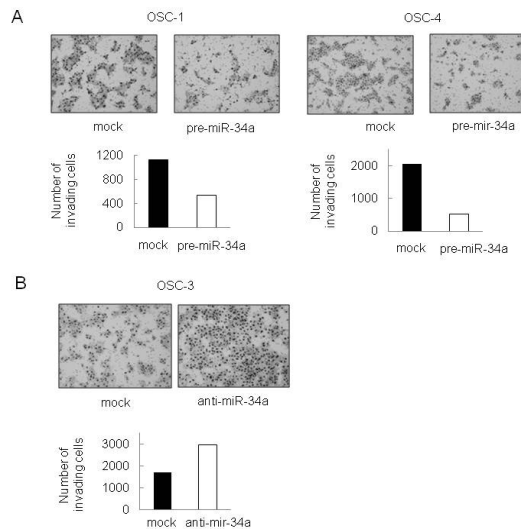 A
OSC-1
OSC-4
mock
pre-miR-34a
mock
pre-mir-34a
Number of
invading cells
1200
800
400
0
mock
pre-miR-34a
Number of
invading cells
2000
1000
0
mock
pre-miR-34a
B
OSC-3
mock
anti-miR-34a
Number of
invading cells
4000
3000
2000
1000
0
mock
anti-mir-34a